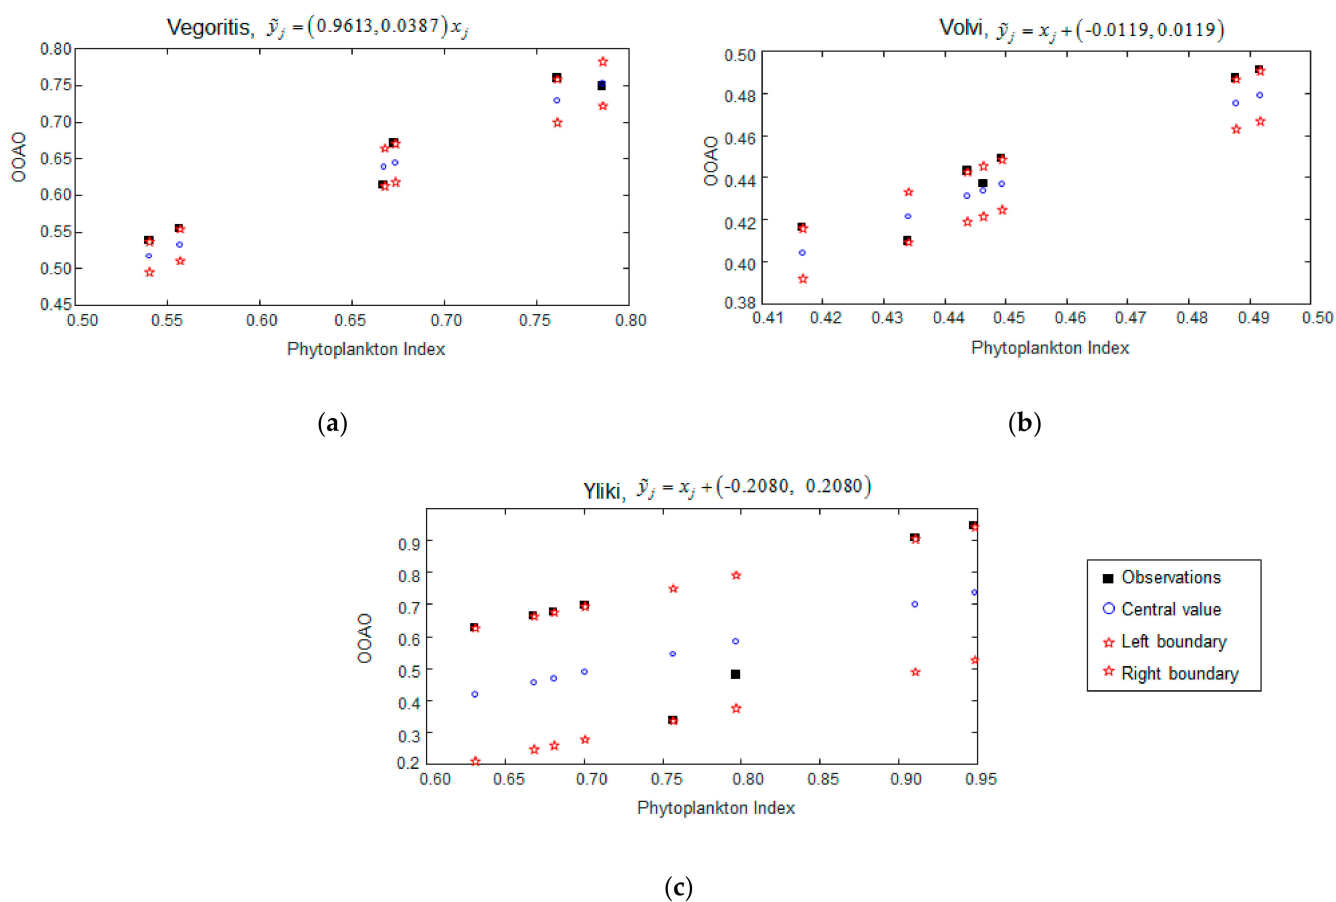 Vegoritis, ỹ_j = (0.9613,0.0387)x_j
0.80
0.75
0.70
0.65
0.60
0.55
0.50
0.45
OOAO
0.50 0.55 0.60 0.65 0.70 0.75 0.80
Phytoplankton Index
(a)
Volvi, ỹ_j = x_j + (-0.0119,0.0119)
0.50
0.48
0.46
0.44
0.42
0.40
0.38
OOAO
0.41 0.42 0.43 0.44 0.45 0.46 0.47 0.48 0.49 0.50
Phytoplankton Index
(b)
Yliki, ỹ_j = x_j + (-0.2080, 0.2080)
0.9
0.8
0.7
0.6
0.5
0.4
0.3
0.2
OOAO
0.60 0.65 0.70 0.75 0.80 0.85 0.90 0.95
Phytoplankton Index
(c)
Observations
Central value
Left boundary
Right boundary